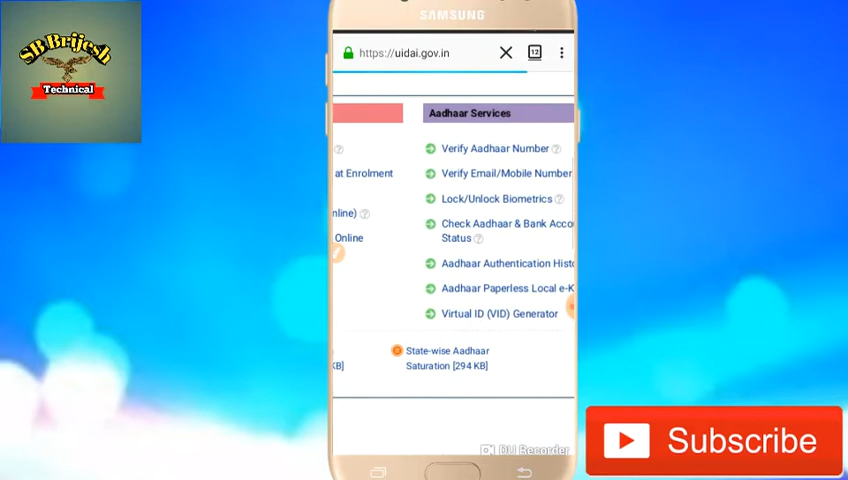 SAMSUNG
SB Brijesh
Technical
https://uidai.gov.in
12
Aadhaar Services
Verify Aadhaar Number
at Enrolment
Verify Email/Mobile Number
Lock/Unlock Biometrics
nline)
Check Aadhaar & Bank Acco
Online
Status
Aadhaar Authentication Histo
Aadhaar Paperless Local e-K
Virtual ID (VID) Generator
State-wise Aadhaar
KB]
Saturation [294 KB]
DU Recorder
Subscribe